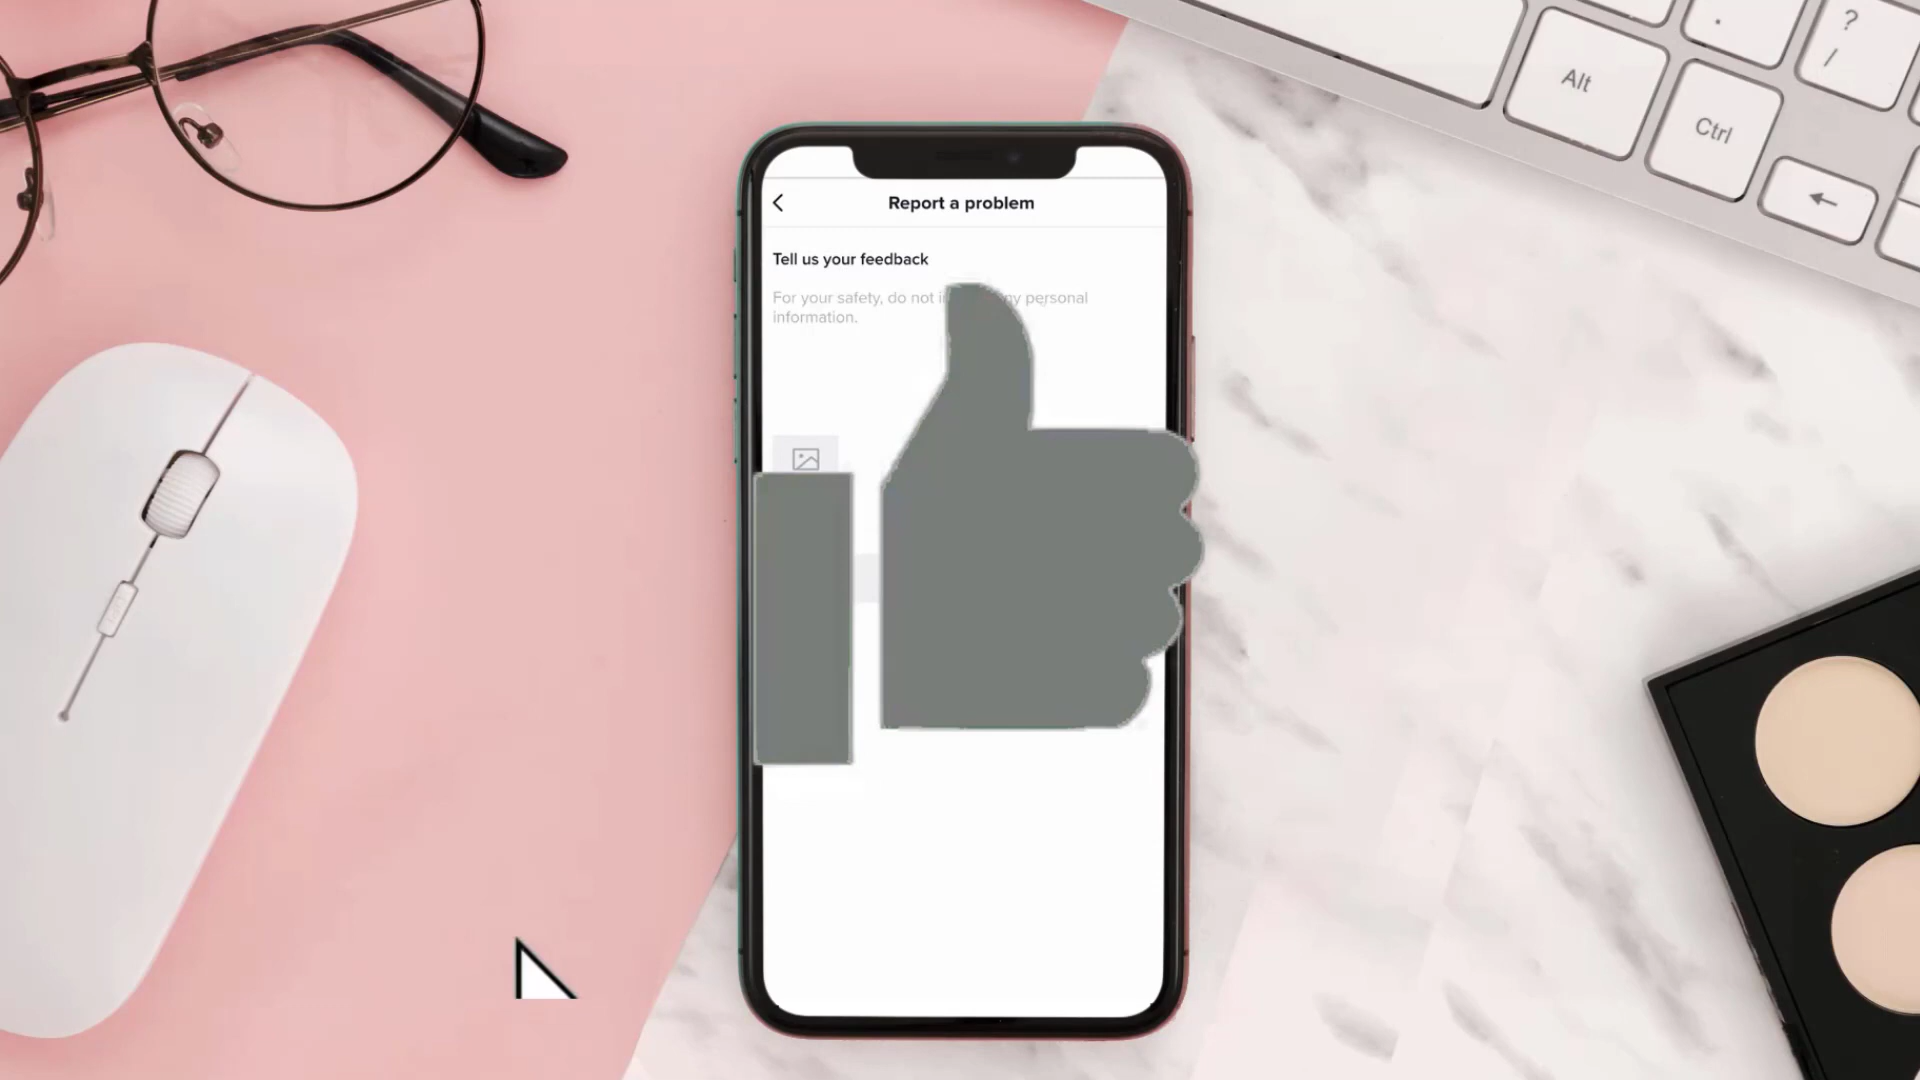 Alt
Ctrl
?
/
.
←
Report a problem
Tell us your feedback
For your safety, do not personal
information.